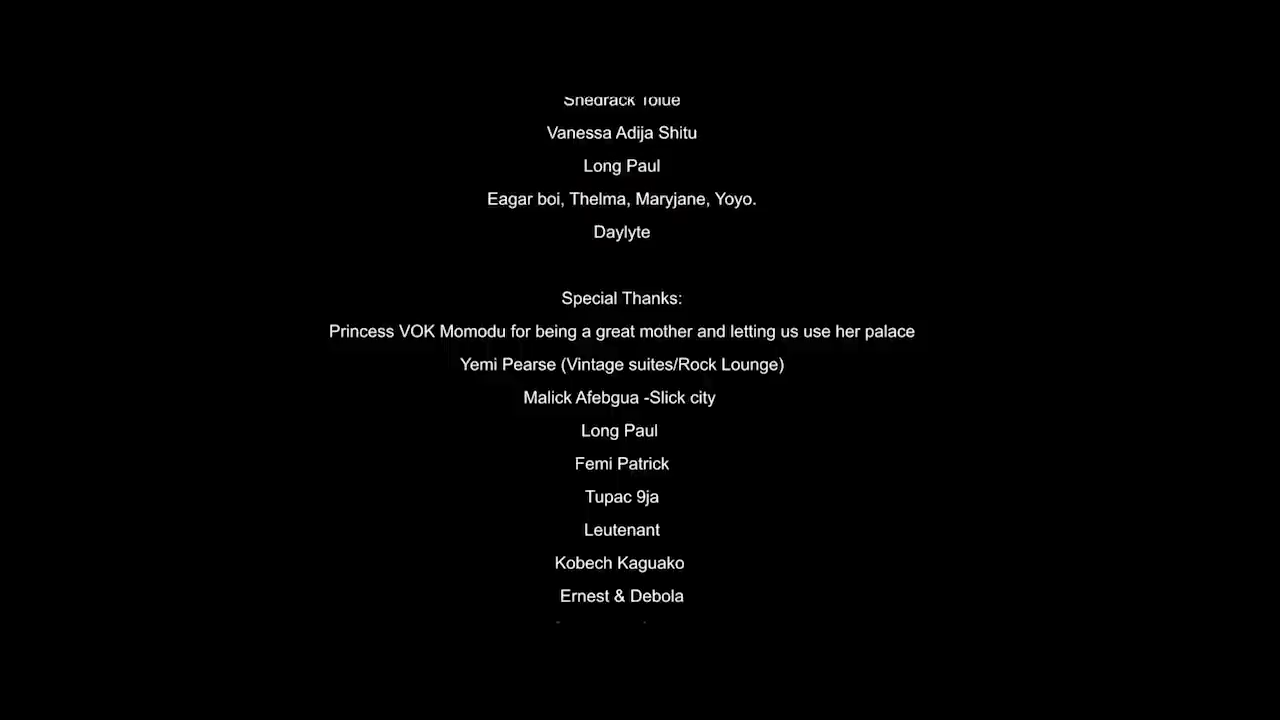 Shedrack Tolue
Vanessa Adija Shitu
Long Paul
Eagar boi, Thelma, Maryjane, Yoyo.
Daylyte
Special Thanks:
Princess VOK Momodu for being a great mother and letting us use her palace
Yemi Pearse (Vintage suites/Rock Lounge)
Malick Afebgua -Slick city
Long Paul
Femi Patrick
Tupac 9ja
Leutenant
Kobech Kaguako
Ernest & Debola